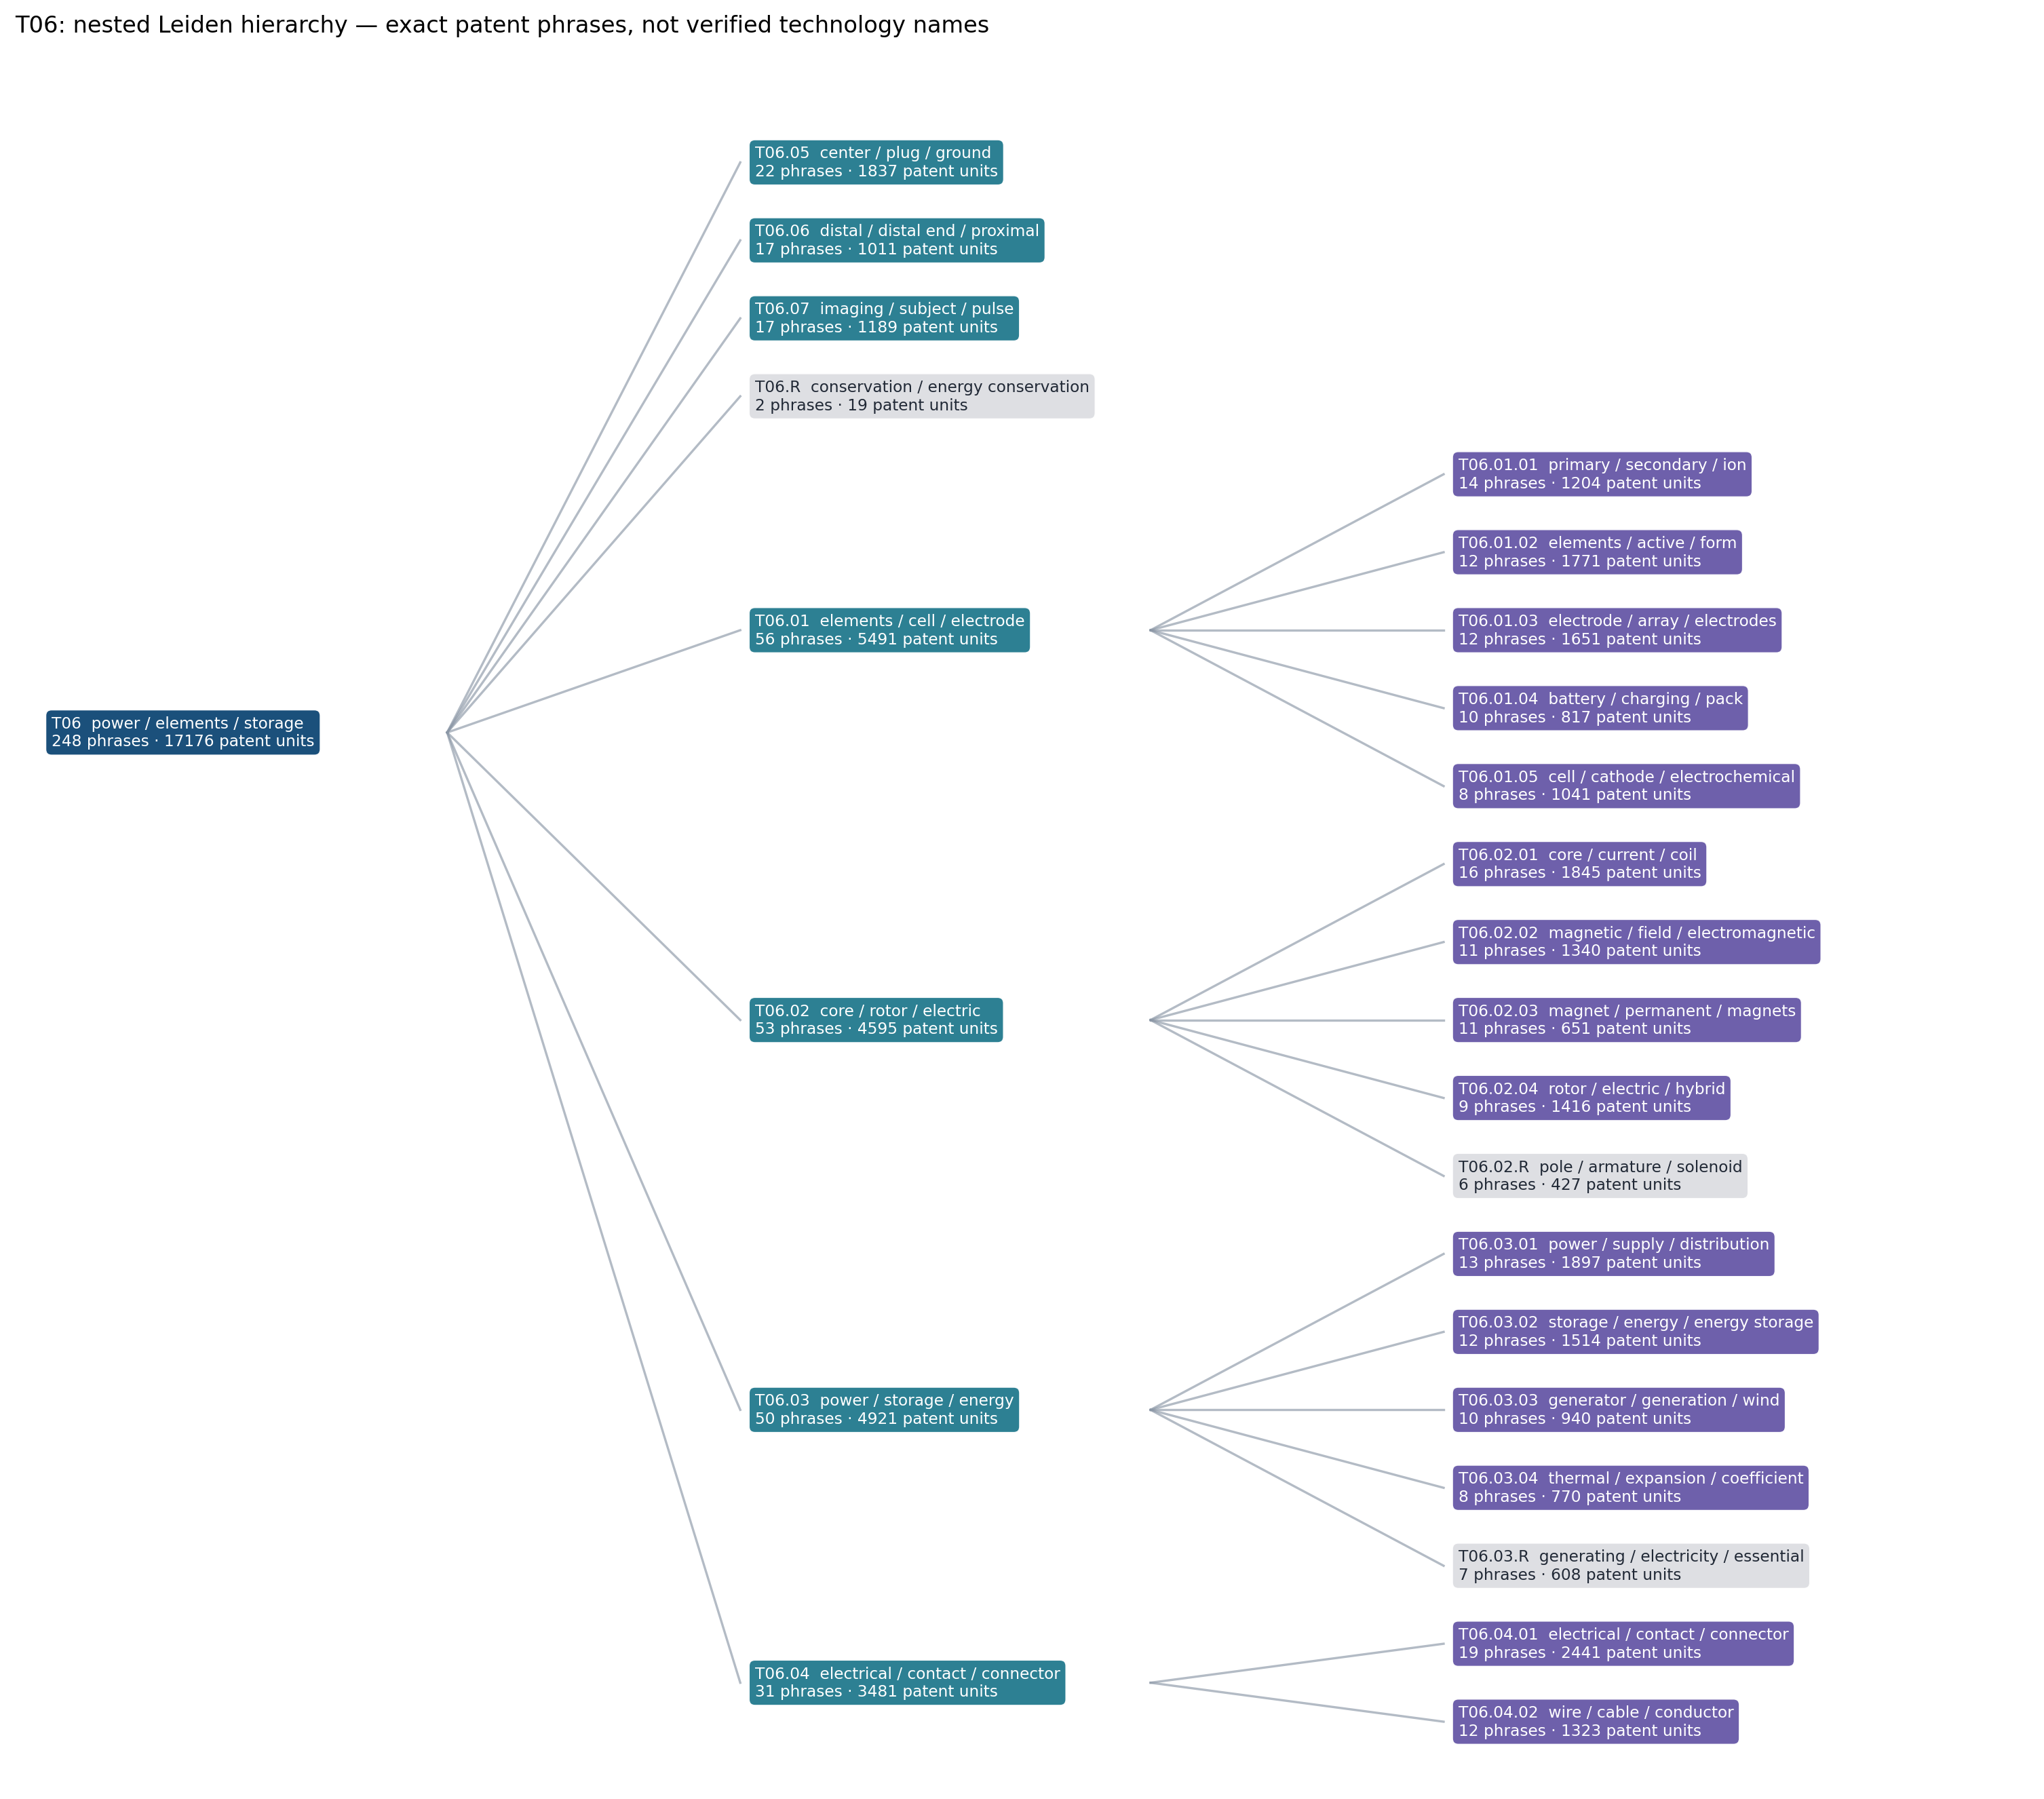 T06: nested Leiden hierarchy — exact patent phrases, not verified technology names
T06.05  center / plug / ground
22 phrases · 1837 patent units
T06.06  distal / distal end / proximal
17 phrases · 1011 patent units
T06.07  imaging / subject / pulse
17 phrases · 1189 patent units
T06.R  conservation / energy conservation
2 phrases · 19 patent units
T06.01.01  primary / secondary / ion
14 phrases · 1204 patent units
T06.01.02  elements / active / form
12 phrases · 1771 patent units
T06.01  elements / cell / electrode
56 phrases · 5491 patent units
T06.01.03  electrode / array / electrodes
12 phrases · 1651 patent units
T06.01.04  battery / charging / pack
10 phrases · 817 patent units
T06  power / elements / storage
248 phrases · 17176 patent units
T06.01.05  cell / cathode / electrochemical
8 phrases · 1041 patent units
T06.02.01  core / current / coil
16 phrases · 1845 patent units
T06.02.02  magnetic / field / electromagnetic
11 phrases · 1340 patent units
T06.02  core / rotor / electric
53 phrases · 4595 patent units
T06.02.03  magnet / permanent / magnets
11 phrases · 651 patent units
T06.02.04  rotor / electric / hybrid
9 phrases · 1416 patent units
T06.02.R  pole / armature / solenoid
6 phrases · 427 patent units
T06.03.01  power / supply / distribution
13 phrases · 1897 patent units
T06.03.02  storage / energy / energy storage
12 phrases · 1514 patent units
T06.03  power / storage / energy
50 phrases · 4921 patent units
T06.03.03  generator / generation / wind
10 phrases · 940 patent units
T06.03.04  thermal / expansion / coefficient
8 phrases · 770 patent units
T06.03.R  generating / electricity / essential
7 phrases · 608 patent units
T06.04.01  electrical / contact / connector
19 phrases · 2441 patent units
T06.04  electrical / contact / connector
31 phrases · 3481 patent units
T06.04.02  wire / cable / conductor
12 phrases · 1323 patent units